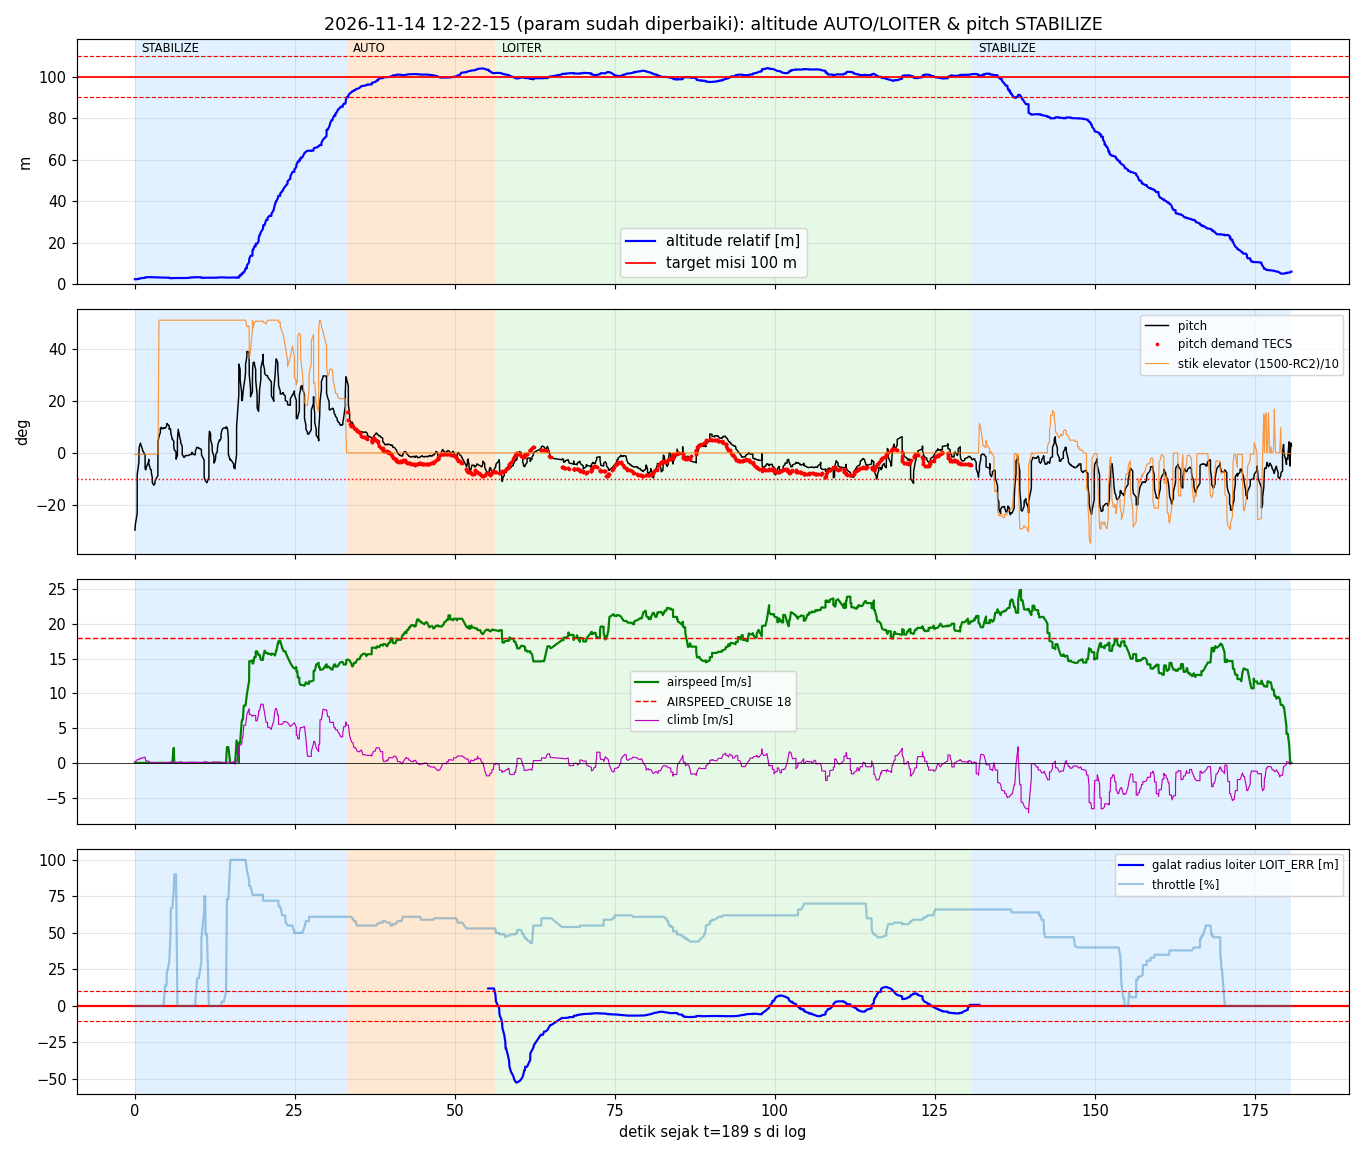 2026-11-14 12-22-15 (param sudah diperbaiki): altitude AUTO/LOITER & pitch STABILIZE
STABILIZE
AUTO
LOITER
STABILIZE
100
80
60
40
20
0
m
altitude relatif [m]
target misi 100 m
40
20
0
−20
deg
pitch
pitch demand TECS
stik elevator (1500-RC2)/10
25
20
15
10
5
0
−5
airspeed [m/s]
AIRSPEED_CRUISE 18
climb [m/s]
100
75
50
25
0
−25
−50
galat radius loiter LOIT_ERR [m]
throttle [%]
0 25 50 75 100 125 150 175
detik sejak t=189 s di log